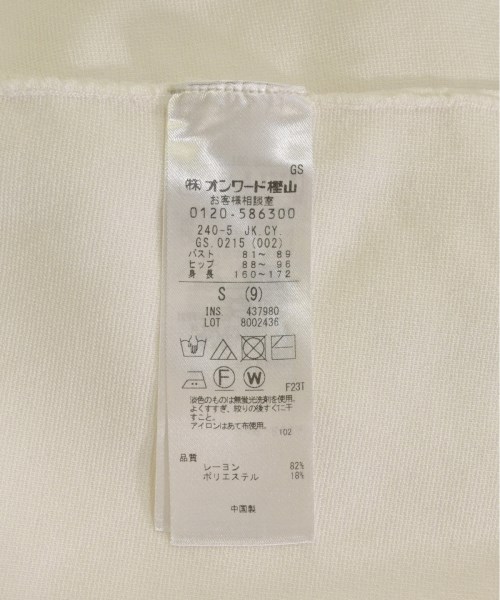 GS
㈱オンワード樫山
お客様相談室
0120-586300
240-5 JK.CY.
GS.0215 (002)
バスト 81～ 89
ヒップ 88～ 96
身長 160～172
S (9)
INS 437980
LOT 8002436
F W F23T
淡色のものは無蛍光洗剤を使用。
よくすすぎ、絞りの後すぐに干
すこと。
アイロンはあて布使用。
102
品質
レーヨン 82%
ポリエステル 18%
中国製